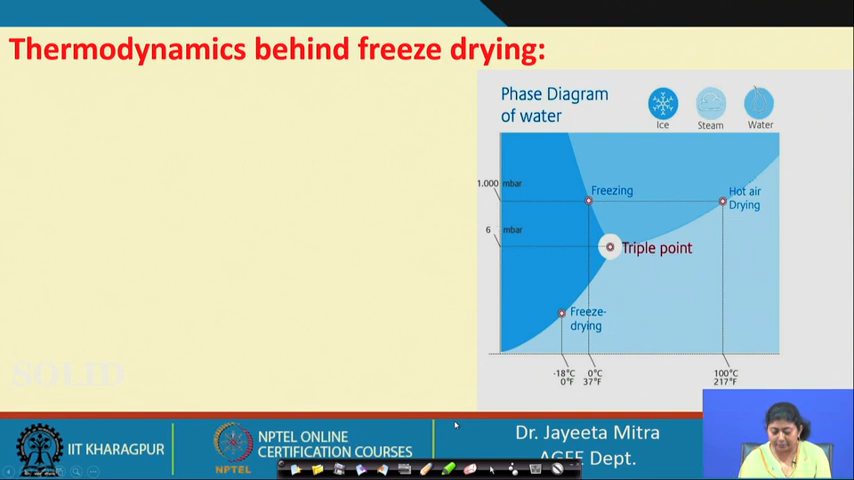 Thermodynamics behind freeze drying:
Phase Diagram
of water
Ice
Steam
Water
1.000 mbar
Freezing
Hot air
Drying
6 mbar
Triple point
Freeze-
drying
-18°C
0°F
0°C
37°F
100°C
217°F
SOLID
IIT KHARAGPUR
NPTEL
NPTEL ONLINE
CERTIFICATION COURSES
Dr. Jayeeta Mitra
AGFE Dept.